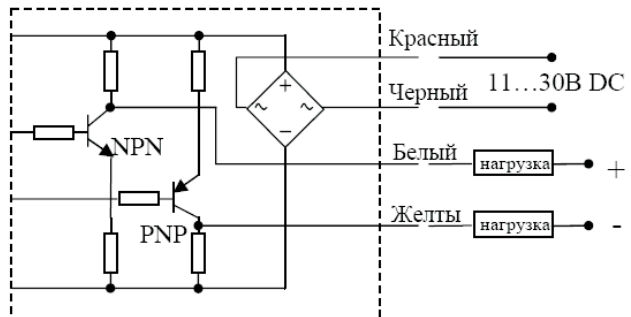 Красный
11...30В DC
Черный
+
~ ~
−
NPN
Белый
нагрузка
+
PNP
Желты
нагрузка
-